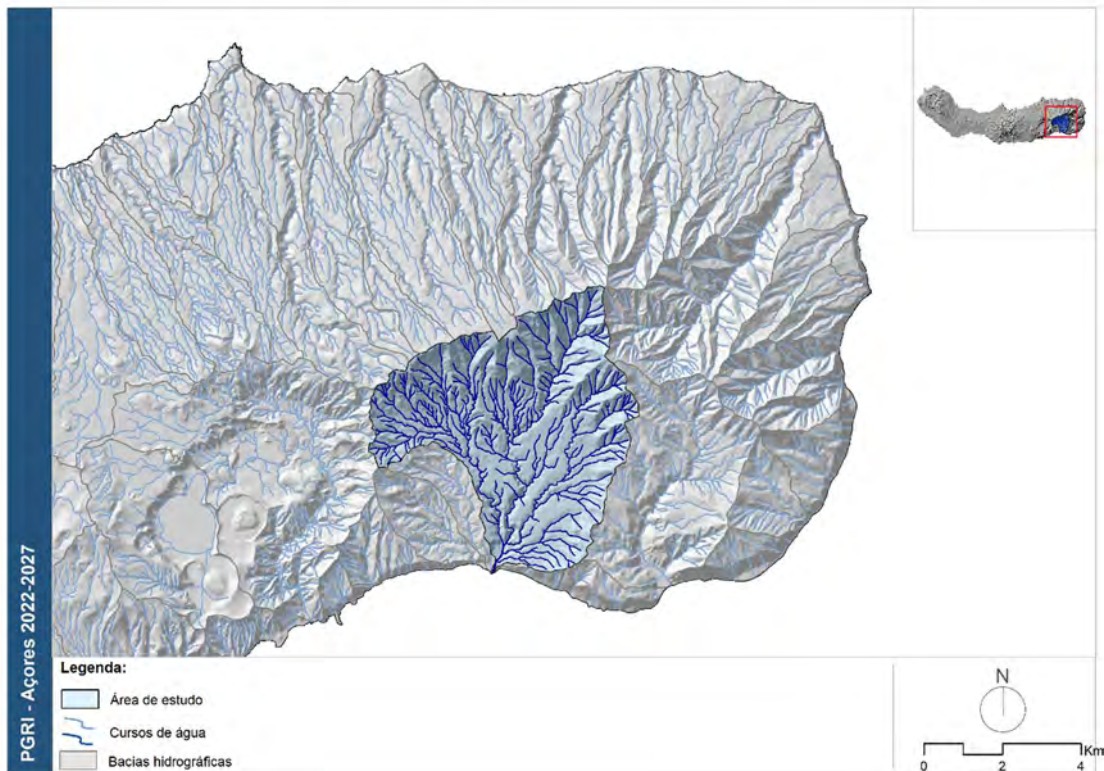 PGRI - Açores 2022-2027
Legenda:
Área de estudo
Cursos de água
Bacias hidrográficas
N
Km
0 2 4